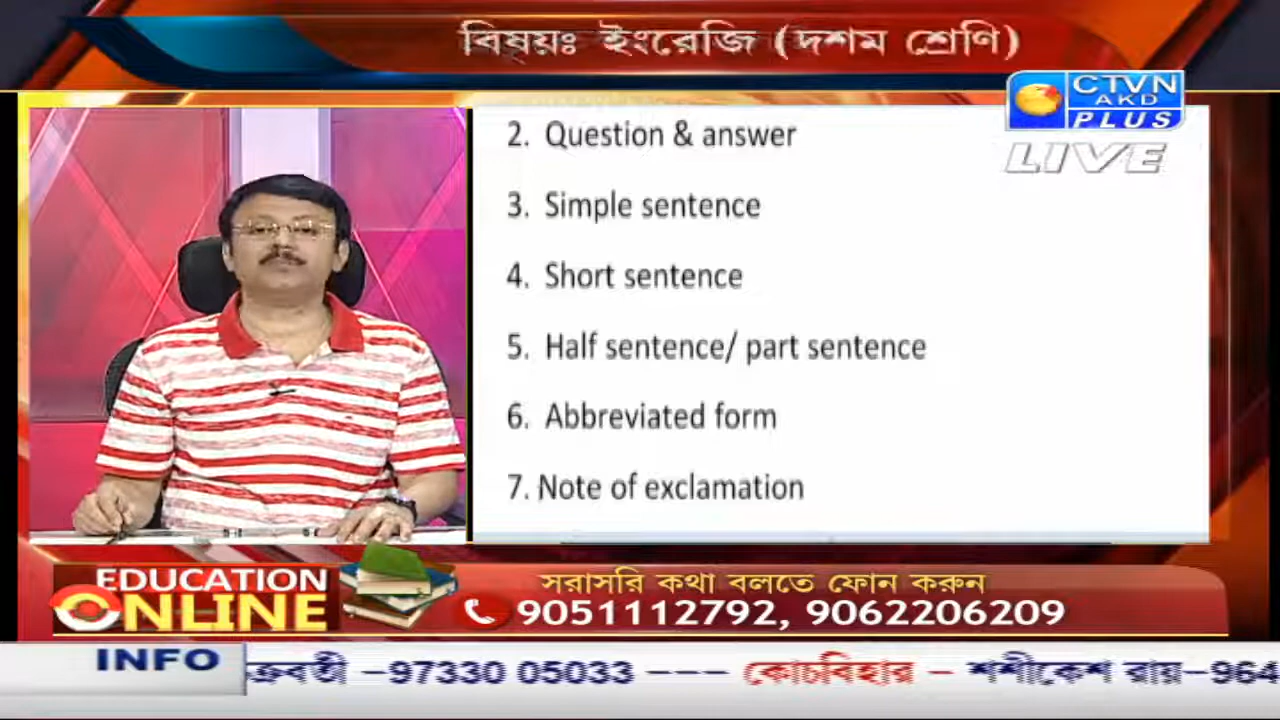 বিষয়ঃ ইংরেজি (দশম শ্রেণি)
CTVN
AKD
PLUS
LIVE
2. Question & answer
3. Simple sentence
4. Short sentence
5. Half sentence/ part sentence
6. Abbreviated form
7. Note of exclamation
EDUCATION
ONLINE
সরাসরি কথা বলতে ফোন করুন
9051112792, 9062206209
INFO
ক্রবর্তী –97330 05033 --- কোচবিহার – শশীকেশ রায়–964